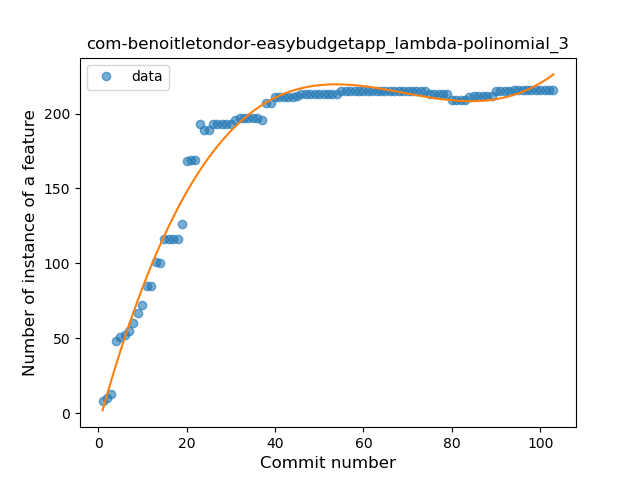 com-benoitletondor-easybudgetapp_lambda-polinomial_3
data
Number of instance of a feature
200
150
100
50
0
0 20 40 60 80 100
Commit number